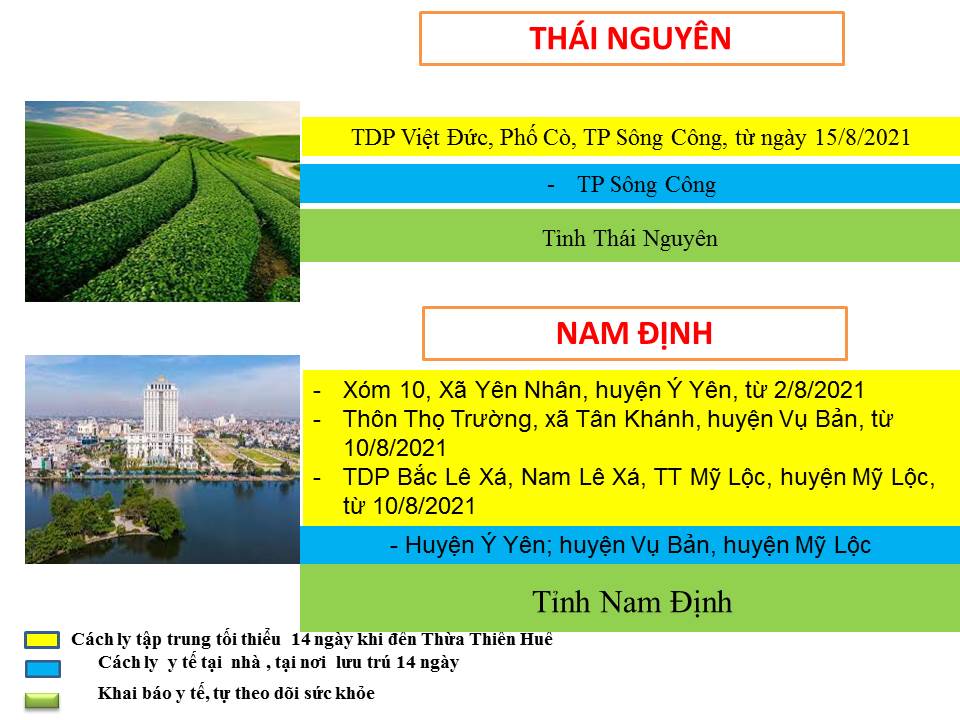 THÁI NGUYÊN
TDP Việt Đức, Phố Cò, TP Sông Công, từ ngày 15/8/2021
- TP Sông Công
Tỉnh Thái Nguyên
NAM ĐỊNH
- Xóm 10, Xã Yên Nhân, huyện Ý Yên, từ 2/8/2021
- Thôn Thọ Trường, xã Tân Khánh, huyện Vụ Bản, từ
10/8/2021
- TDP Bắc Lê Xá, Nam Lê Xá, TT Mỹ Lộc, huyện Mỹ Lộc,
từ 10/8/2021
- Huyện Ý Yên; huyện Vụ Bản, huyện Mỹ Lộc
Tỉnh Nam Định
Cách ly tập trung tối thiểu 14 ngày khi đến Thừa Thiên Huế
Cách ly y tế tại nhà , tại nơi lưu trú 14 ngày
Khai báo y tế, tự theo dõi sức khỏe